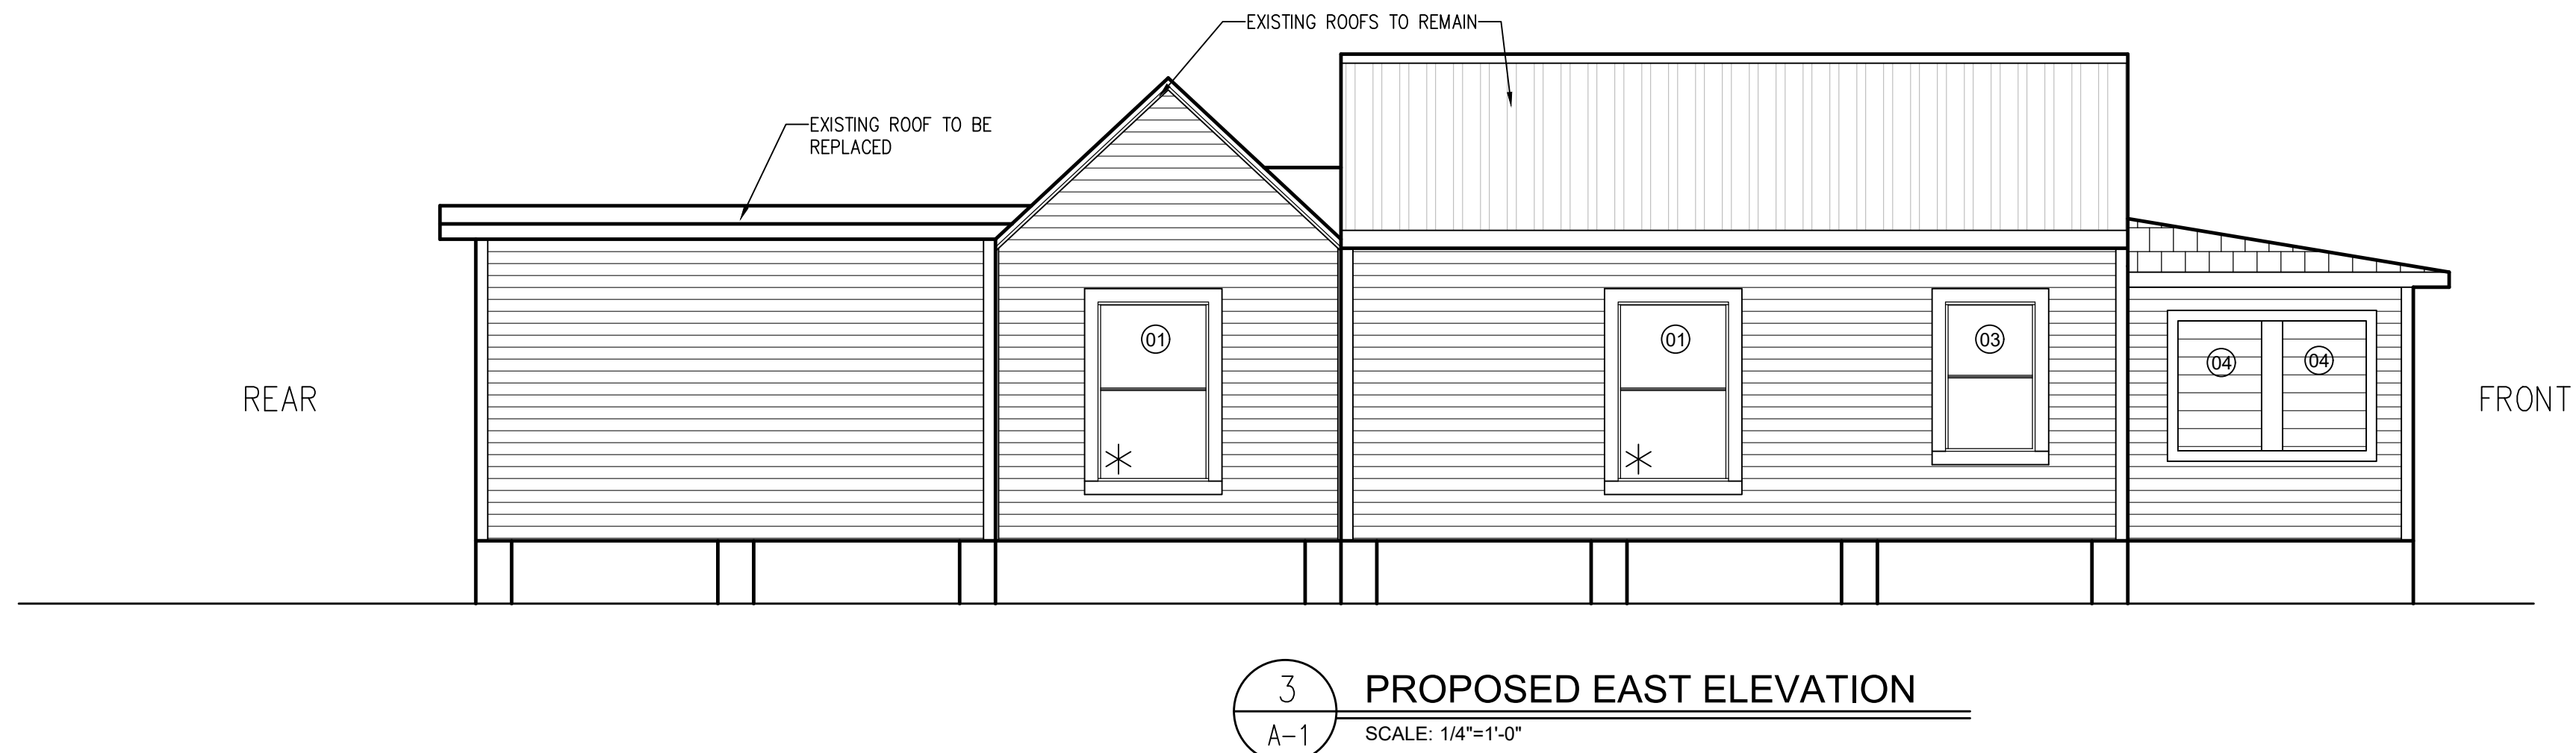 EXISTING ROOFS TO REMAIN
EXISTING ROOF TO BE
REPLACED
01
01
03
04
04
REAR
FRONT
3
PROPOSED EAST ELEVATION
A-1
SCALE: 1/4"=1'-0"